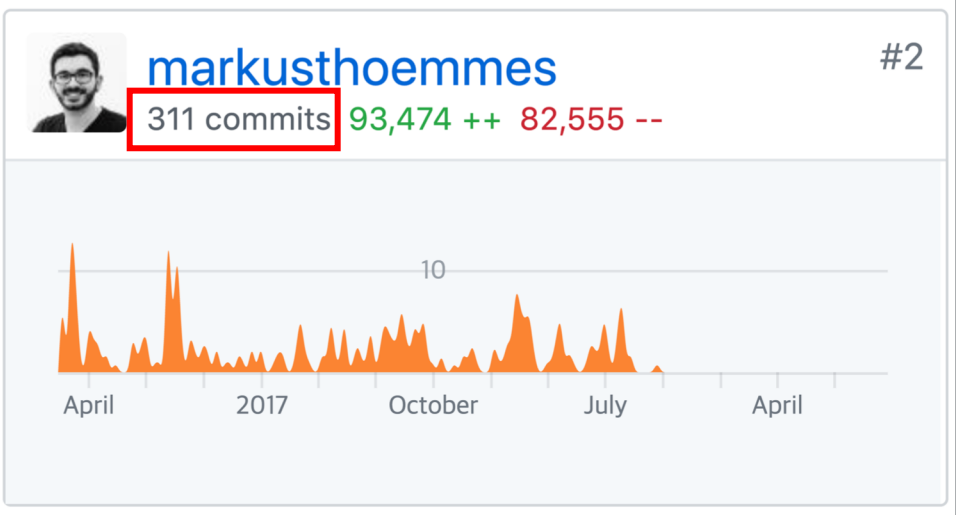 markusthoemmes
#2
311 commits 93,474 ++ 82,555 --
10
April 2017 October July April